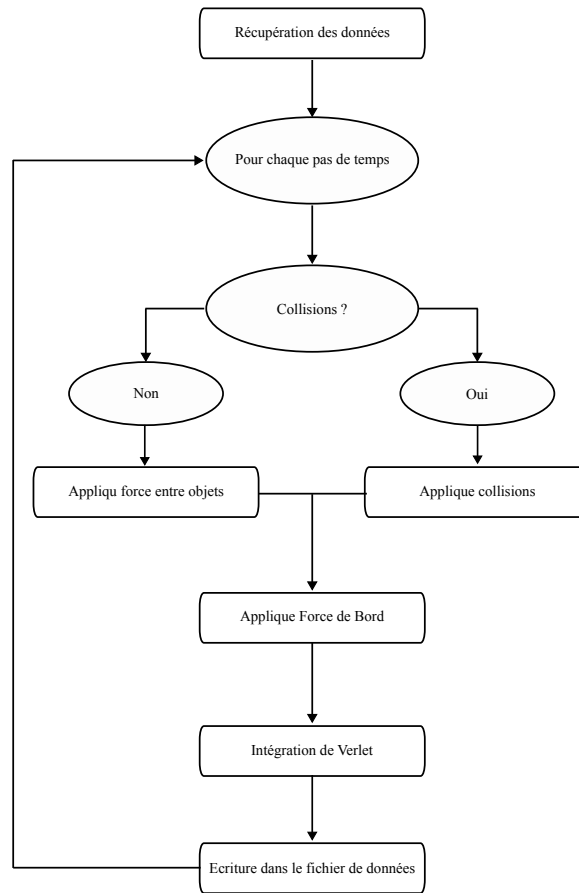 Récupération des données
Pour chaque pas de temps
Collisions ?
Non
Oui
Appliqu force entre objets
Applique collisions
Applique Force de Bord
Intégration de Verlet
Ecriture dans le fichier de données